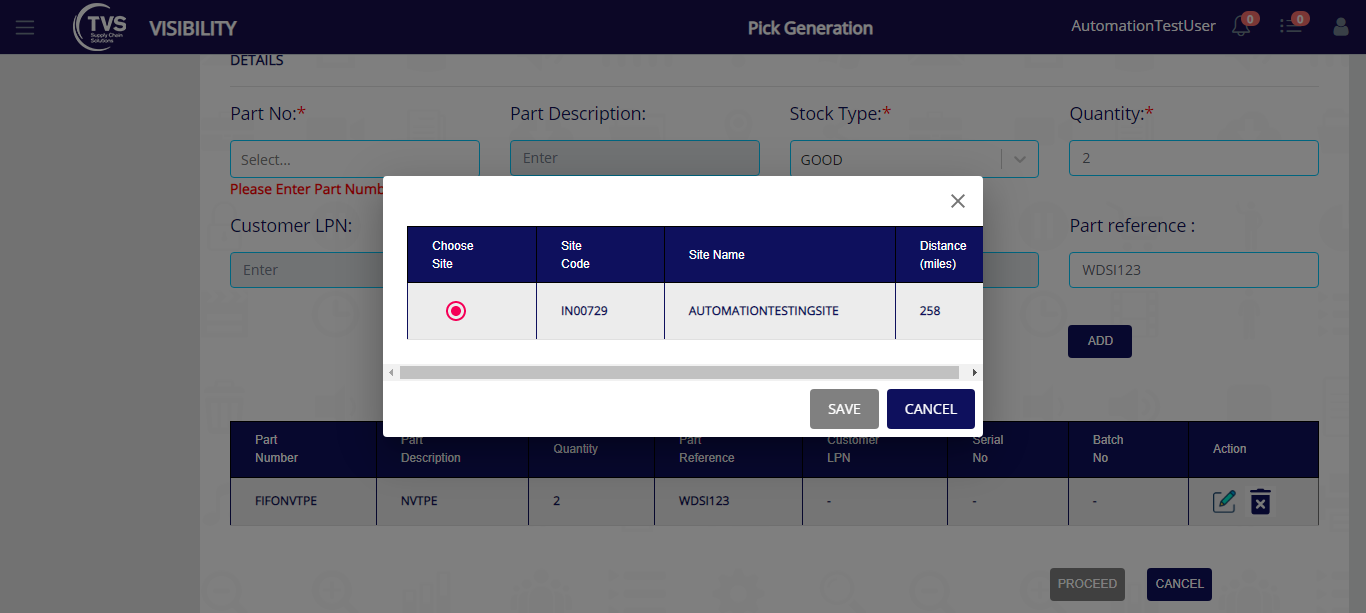 TVS
Supply Chain
Solutions
VISIBILITY
Pick Generation
AutomationTestUser
0
0
DETAILS
Part No:*
Part Description:
Stock Type:*
Quantity:*
Select...
Enter
GOOD
2
Please Enter Part Numb
Customer LPN:
Part reference :
Enter
WDSI123
ADD
Choose
Site
Site
Code
Site Name
Distance
(miles)
IN00729
AUTOMATIONTESTINGSITE
258
SAVE
CANCEL
Part
Number
Part
Description
Quantity
Part
Reference
Customer
LPN
Serial
No
Batch
No
Action
FIFONVTPE
NVTPE
2
WDSI123
-
-
-
PROCEED
CANCEL